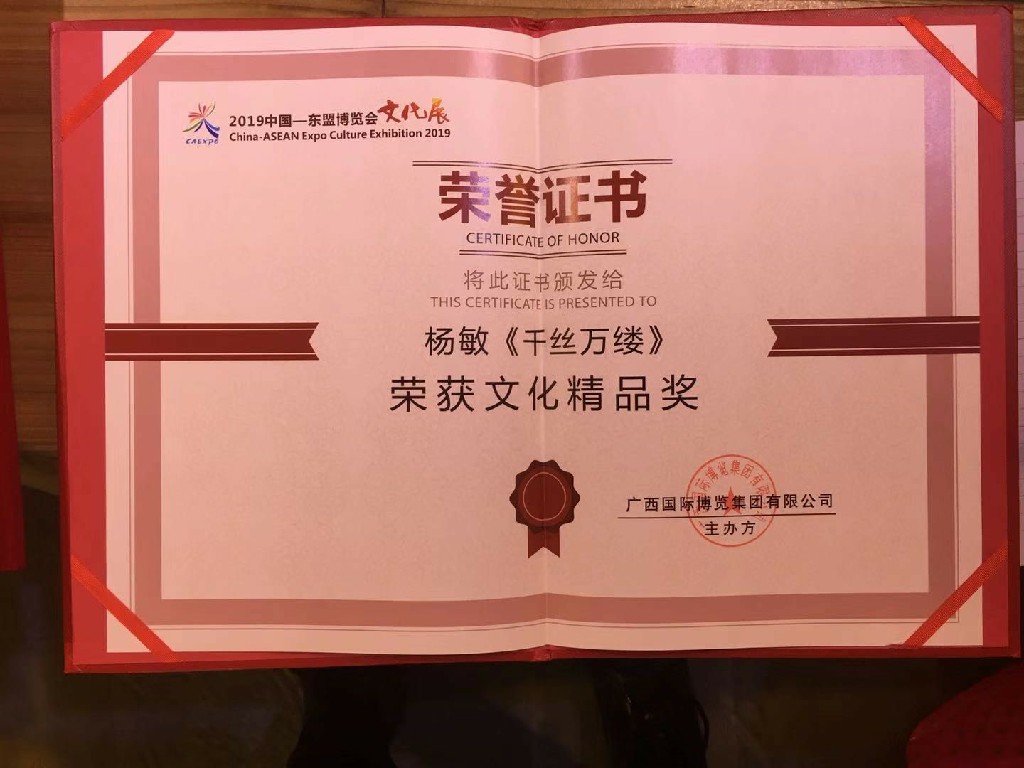 2019中国—东盟博览会文化展
China-ASEAN Expo Culture Exhibition 2019
CAEXPO
荣誉证书
CERTIFICATE OF HONOR
将此证书颁发给
THIS CERTIFICATE IS PRESENTED TO
杨敏《千丝万缕》
荣获文化精品奖
广西国际博览集团有限公司
主办方